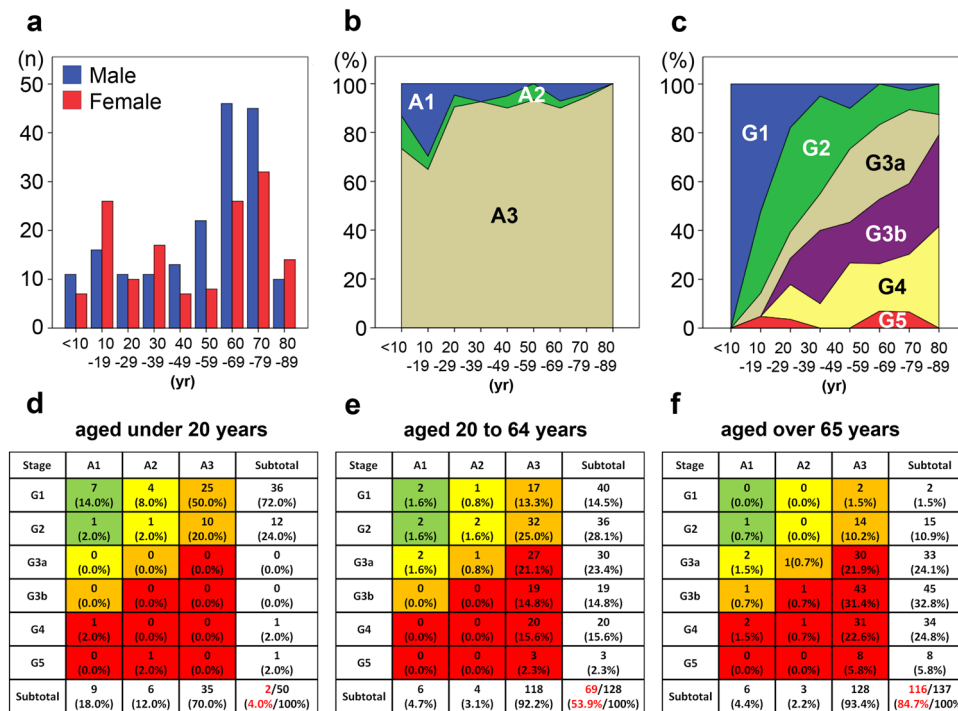 a
(n)
50
40
30
20
10
0
Male
Female
<10 10 20 30 40 50 60 70 80
-19 -29 -39 -49 -59 -69 -79 -89
(yr)
b
(%)
100
80
60
40
20
0
A1
A2
A3
<10 10 20 30 40 50 60 70 80
-19 -29 -39 -49 -59 -69 -79 -89
(yr)
c
(%)
100
80
60
40
20
0
G1
G2
G3a
G3b
G4
G5
<10 10 20 30 40 50 60 70 80
-19 -29 -39 -49 -59 -69 -79 -89
(yr)
d
aged under 20 years
Stage A1 A2 A3 Subtotal
G1 7 4 25 36
(14.0%) (8.0%) (50.0%) (72.0%)
G2 1 1 10 12
(2.0%) (2.0%) (20.0%) (24.0%)
G3a 0 0 0 0
(0.0%) (0.0%) (0.0%) (0.0%)
G3b 0 0 0 0
(0.0%) (0.0%) (0.0%) (0.0%)
G4 1 0 0 1
(2.0%) (0.0%) (0.0%) (2.0%)
G5 0 1 0 1
(0.0%) (2.0%) (0.0%) (2.0%)
Subtotal 9 6 35 2/50
(18.0%) (12.0%) (70.0%) (4.0%/100%)
e
aged 20 to 64 years
Stage A1 A2 A3 Subtotal
G1 2 1 17 40
(1.6%) (0.8%) (13.3%) (14.5%)
G2 2 2 32 36
(1.6%) (1.6%) (25.0%) (28.1%)
G3a 2 1 27 30
(1.6%) (0.8%) (21.1%) (23.4%)
G3b 0 0 19 19
(0.0%) (0.0%) (14.8%) (14.8%)
G4 0 0 20 20
(0.0%) (0.0%) (15.6%) (15.6%)
G5 0 0 3 3
(0.0%) (0.0%) (2.3%) (2.3%)
Subtotal 6 4 118 69/128
(4.7%) (3.1%) (92.2%) (53.9%/100%)
f
aged over 65 years
Stage A1 A2 A3 Subtotal
G1 0 0 2 2
(0.0%) (0.0%) (1.5%) (1.5%)
G2 1 0 14 15
(0.7%) (0.0%) (10.2%) (10.9%)
G3a 2 1(0.7%) 30 33
(1.5%) (21.9%) (24.1%)
G3b 1 1 43 45
(0.7%) (0.7%) (31.4%) (32.8%)
G4 2 1 31 34
(1.5%) (0.7%) (22.6%) (24.8%)
G5 0 0 8 8
(0.0%) (0.0%) (5.8%) (5.8%)
Subtotal 6 3 128 116/137
(4.4%) (2.2%) (93.4%) (84.7%/100%)